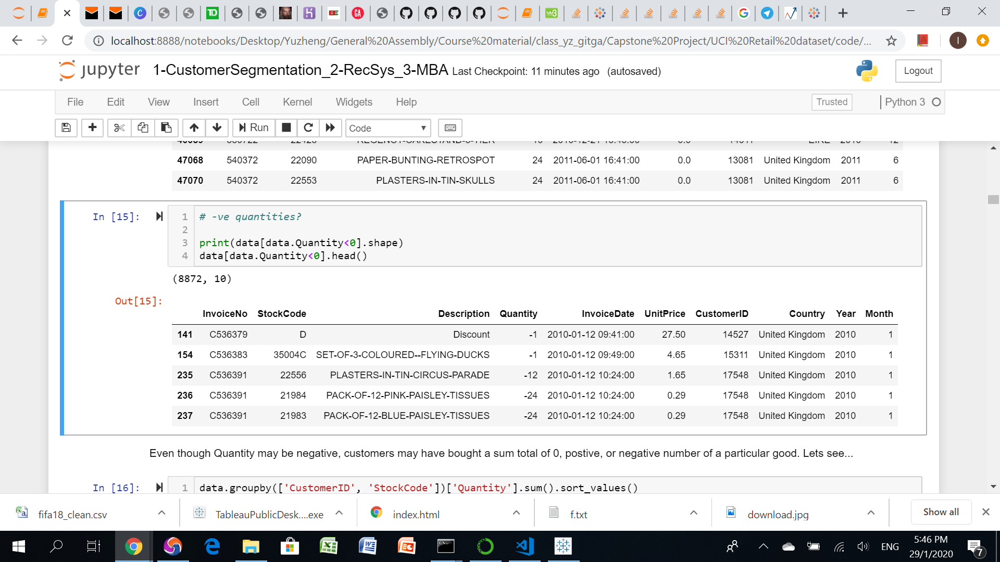 localhost:8888/notebooks/Desktop/Yuzheng/General%20Assembly/Course%20material/class_yz_gitga/Capstone%20Project/UCI%20Retail%20dataset/code/...
jupyter 1-CustomerSegmentation_2-RecSys_3-MBA Last Checkpoint: 11 minutes ago (autosaved) Logout
File Edit View Insert Cell Kernel Widgets Help Trusted Python 3
Run Code
47068 540372 22090 PAPER-BUNTING-RETROSPOT 24 2011-06-01 16:41:00 0.0 13081 United Kingdom 2011 6
47070 540372 22553 PLASTERS-IN-TIN-SKULLS 24 2011-06-01 16:41:00 0.0 13081 United Kingdom 2011 6
In [15]: 1 # -ve quantities?
2
3 print(data[data.Quantity<0].shape)
4 data[data.Quantity<0].head()
(8872, 10)
Out[15]:
InvoiceNo StockCode Description Quantity InvoiceDate UnitPrice CustomerID Country Year Month
141 C536379 D Discount -1 2010-01-12 09:41:00 27.50 14527 United Kingdom 2010 1
154 C536383 35004C SET-OF-3-COLOURED--FLYING-DUCKS -1 2010-01-12 09:49:00 4.65 15311 United Kingdom 2010 1
235 C536391 22556 PLASTERS-IN-TIN-CIRCUS-PARADE -12 2010-01-12 10:24:00 1.65 17548 United Kingdom 2010 1
236 C536391 21984 PACK-OF-12-PINK-PAISLEY-TISSUES -24 2010-01-12 10:24:00 0.29 17548 United Kingdom 2010 1
237 C536391 21983 PACK-OF-12-BLUE-PAISLEY-TISSUES -24 2010-01-12 10:24:00 0.29 17548 United Kingdom 2010 1
Even though Quantity may be negative, customers may have bought a sum total of 0, postive, or negative number of a particular good. Lets see...
In [16]: 1 data.groupby(['CustomerID', 'StockCode'])['Quantity'].sum().sort_values()
fifa18_clean.csv TableauPublicDesk....exe index.html f.txt download.jpg Show all
ENG 5:46 PM
29/1/2020 7